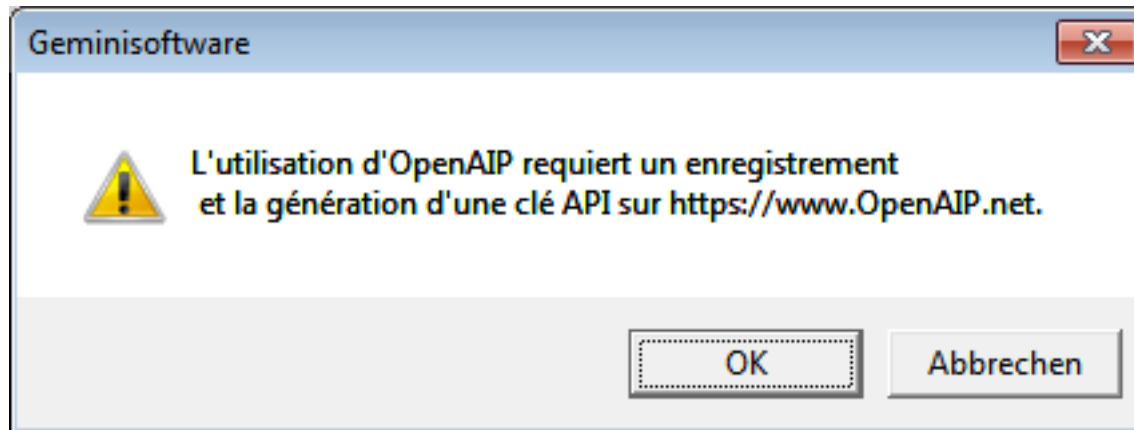 Geminisoftware
L'utilisation d'OpenAIP requiert un enregistrement
et la génération d'une clé API sur https://www.OpenAIP.net.
OK
Abbrechen